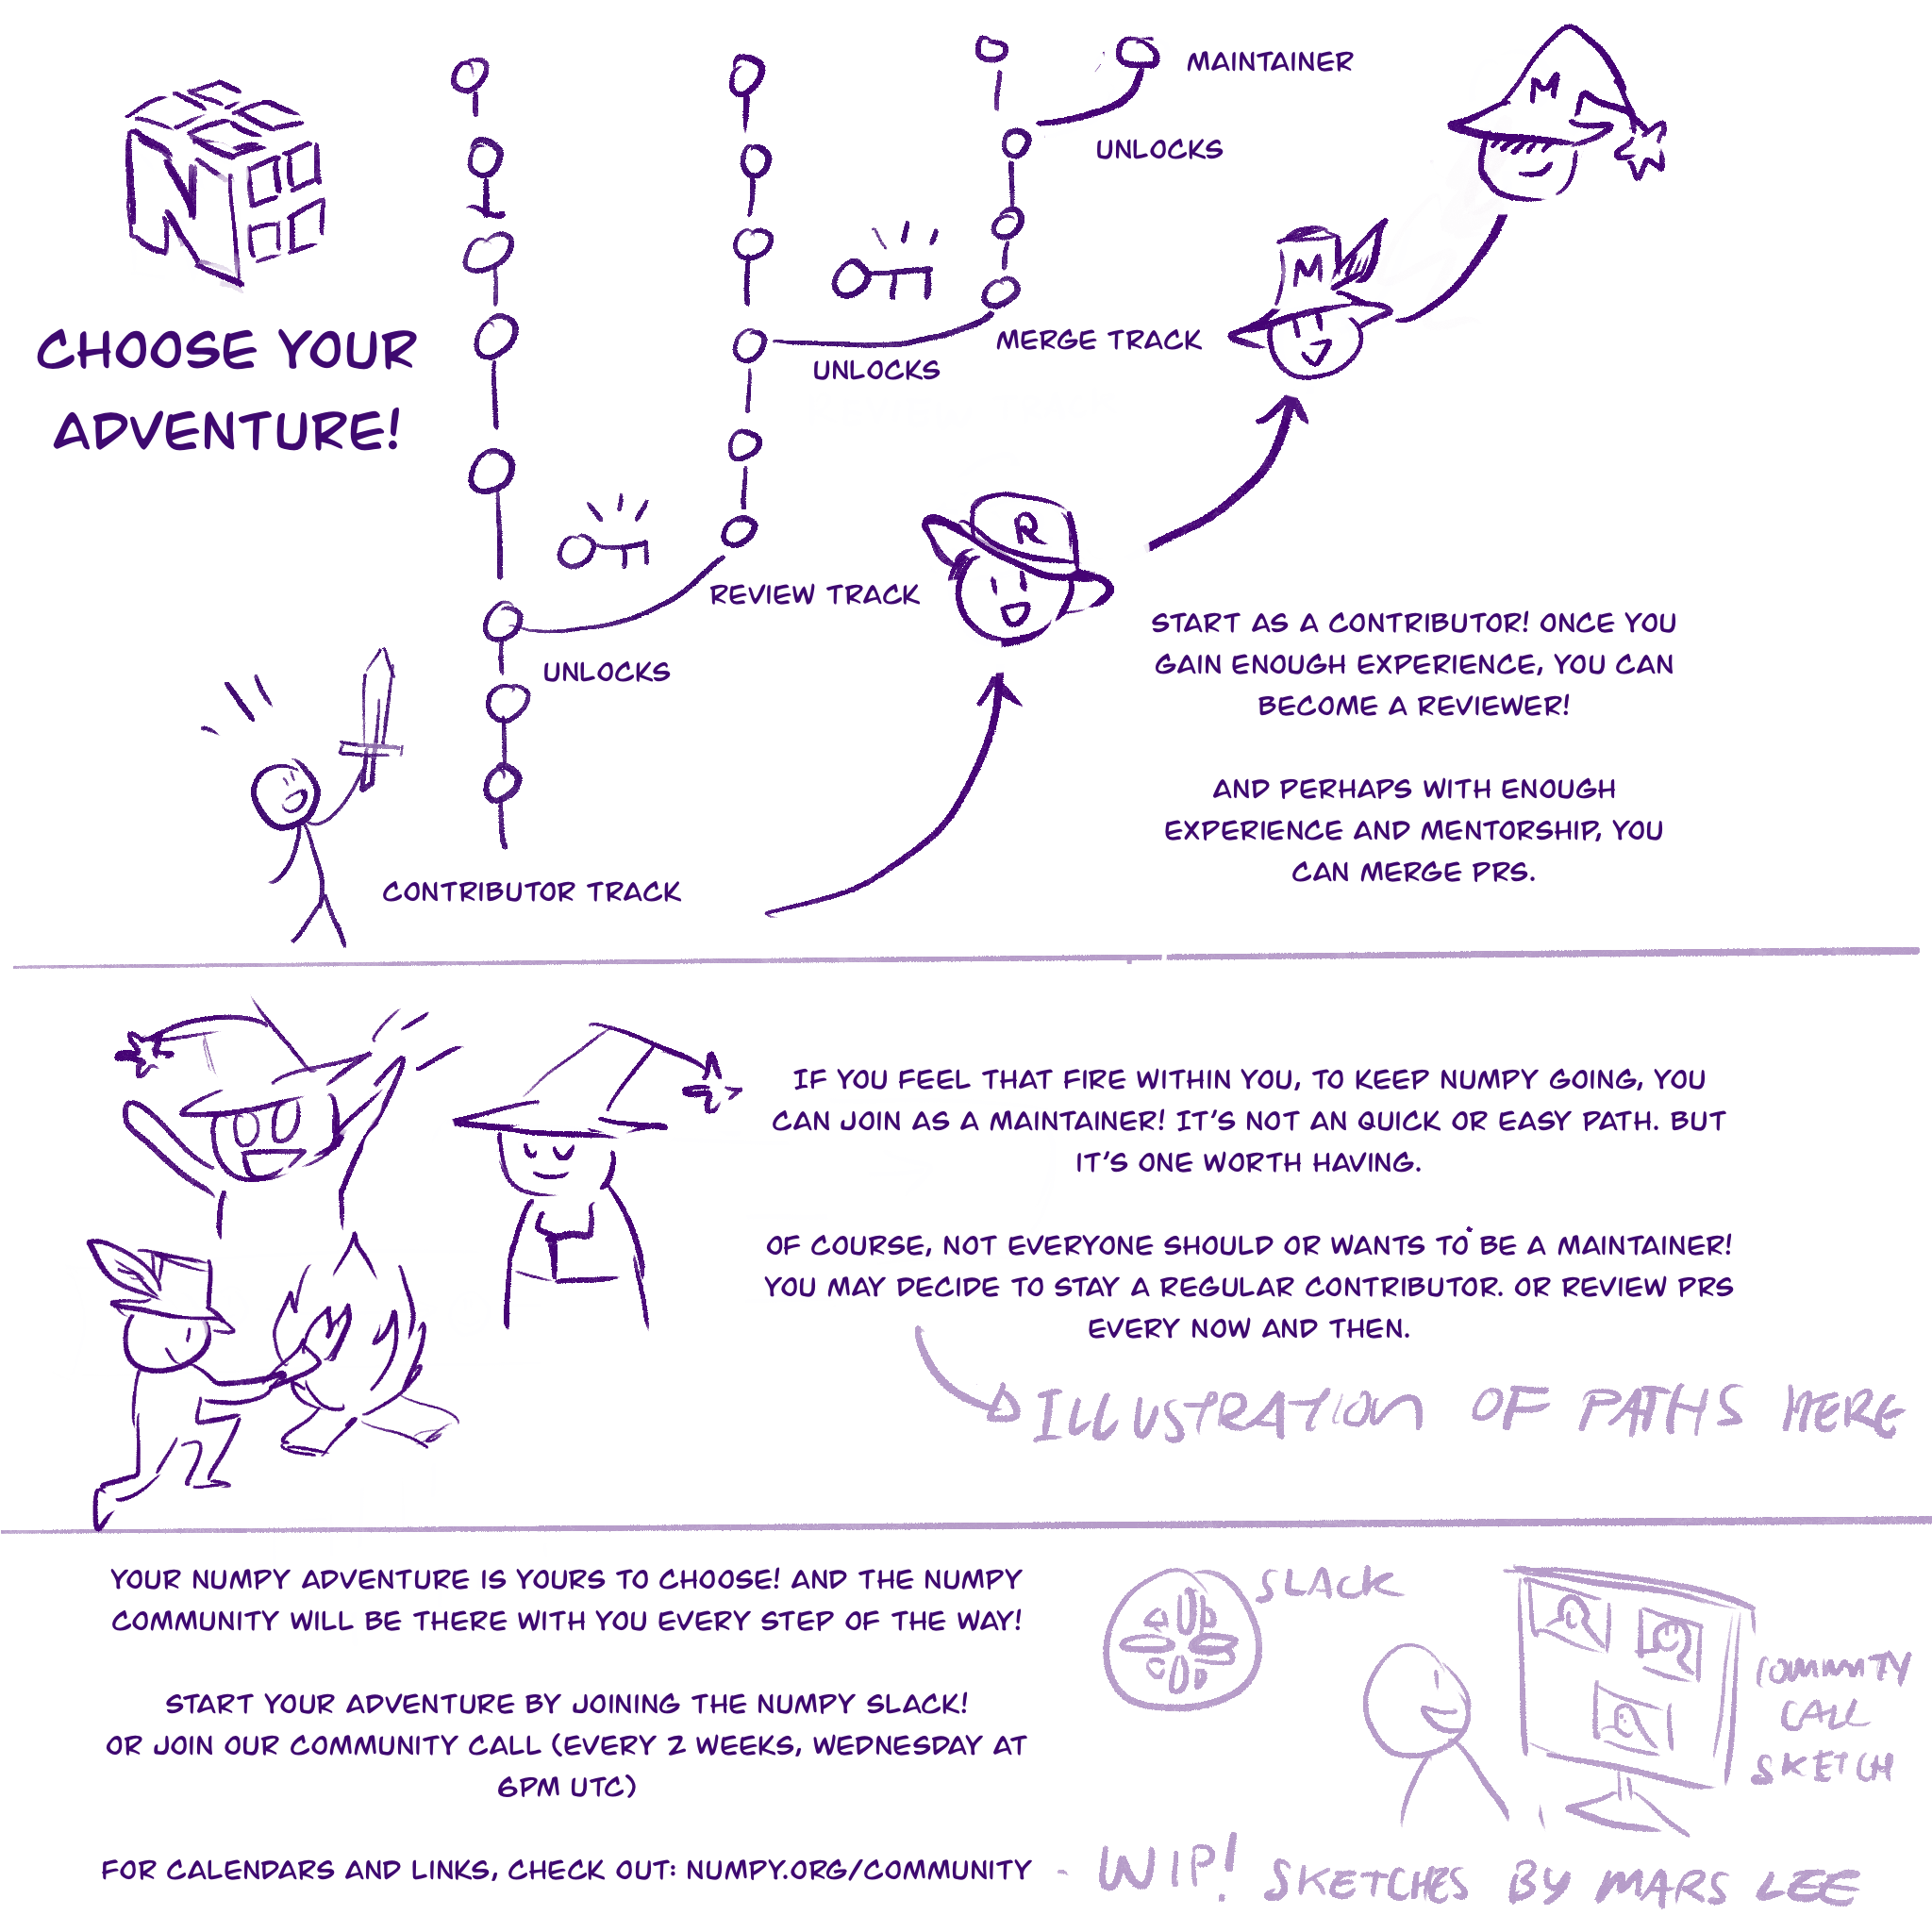 N
CHOOSE YOUR
ADVENTURE!
MAINTAINER
UNLOCKS
M
M
MERGE TRACK
UNLOCKS
R
REVIEW TRACK
UNLOCKS
CONTRIBUTOR TRACK
START AS A CONTRIBUTOR! ONCE YOU
GAIN ENOUGH EXPERIENCE, YOU CAN
BECOME A REVIEWER!
AND PERHAPS WITH ENOUGH
EXPERIENCE AND MENTORSHIP, YOU
CAN MERGE PRS.
IF YOU FEEL THAT FIRE WITHIN YOU, TO KEEP NUMPY GOING, YOU
CAN JOIN AS A MAINTAINER! IT'S NOT AN QUICK OR EASY PATH. BUT
IT'S ONE WORTH HAVING.
OF COURSE, NOT EVERYONE SHOULD OR WANTS TO BE A MAINTAINER!
YOU MAY DECIDE TO STAY A REGULAR CONTRIBUTOR. OR REVIEW PRS
EVERY NOW AND THEN.
ILLUSTRATION OF PATHS HERE
YOUR NUMPY ADVENTURE IS YOURS TO CHOOSE! AND THE NUMPY
COMMUNITY WILL BE THERE WITH YOU EVERY STEP OF THE WAY!
START YOUR ADVENTURE BY JOINING THE NUMPY SLACK!
OR JOIN OUR COMMUNITY CALL (EVERY 2 WEEKS, WEDNESDAY AT
6PM UTC)
FOR CALENDARS AND LINKS, CHECK OUT: NUMPY.ORG/COMMUNITY
SLACK
COMMUNITY
CALL
SKETCH
- WIP! SKETCHES BY MARS LEE